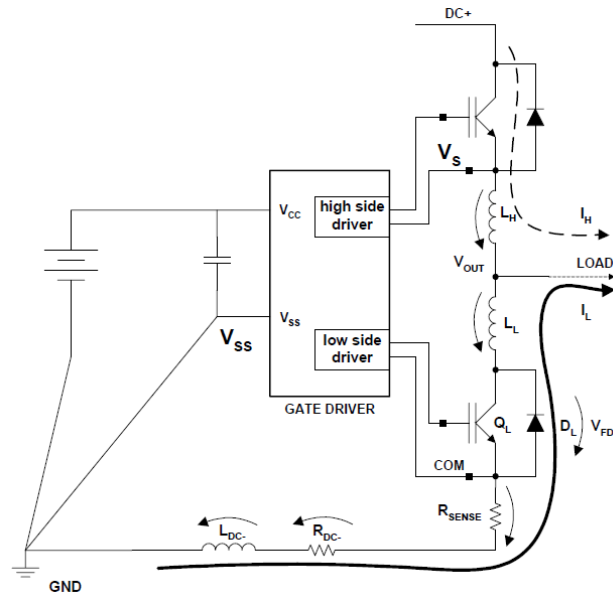 DC+
V_S
V_CC
high side
driver
L_H
I_H
V_OUT
LOAD
I_L
V_SS
V_SS
L_L
low side
driver
GATE DRIVER
Q_L
D_L
V_FD
COM
R_SENSE
L_DC-
R_DC-
GND